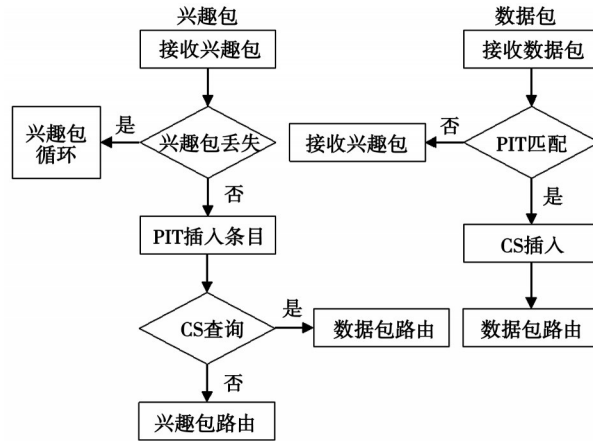 兴趣包
接收兴趣包
兴趣包丢失
是
兴趣包
循环
否
PIT插入条目
CS查询
是
数据包路由
否
兴趣包路由
数据包
接收数据包
PIT匹配
否
接收兴趣包
是
CS插入
数据包路由